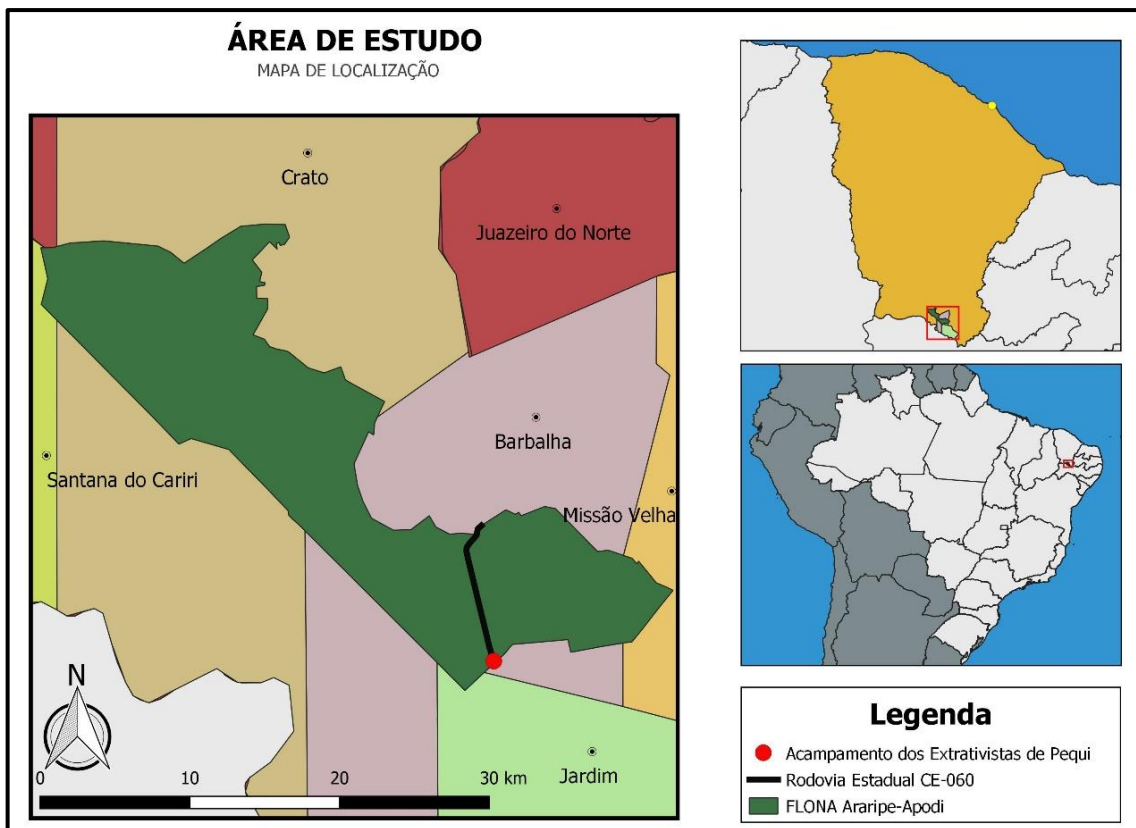 ÁREA DE ESTUDO
MAPA DE LOCALIZAÇÃO
Crato
Juazeiro do Norte
Barbalha
Santana do Cariri
Missão Velha
N
0 10 20 30 km
Jardim
Legenda
Acampamento dos Extrativistas de Pequi
Rodovia Estadual CE-060
FLONA Araripe-Apodi